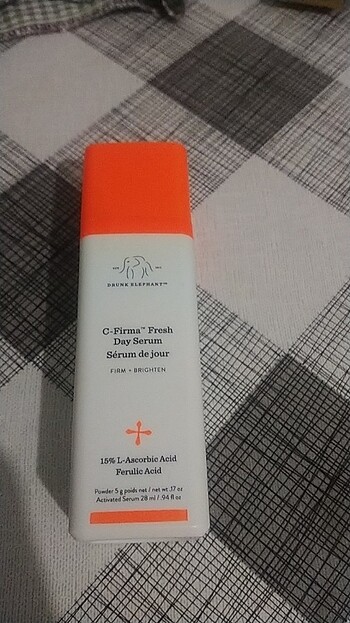 DRUNK ELEPHANT™
C-Firma™ Fresh
Day Serum
Sérum de jour
FIRM + BRIGHTEN
15% L-Ascorbic Acid
Ferulic Acid
Powder 5 g poids net / net wt .17 oz
Activated Serum 28 ml / .94 fl oz